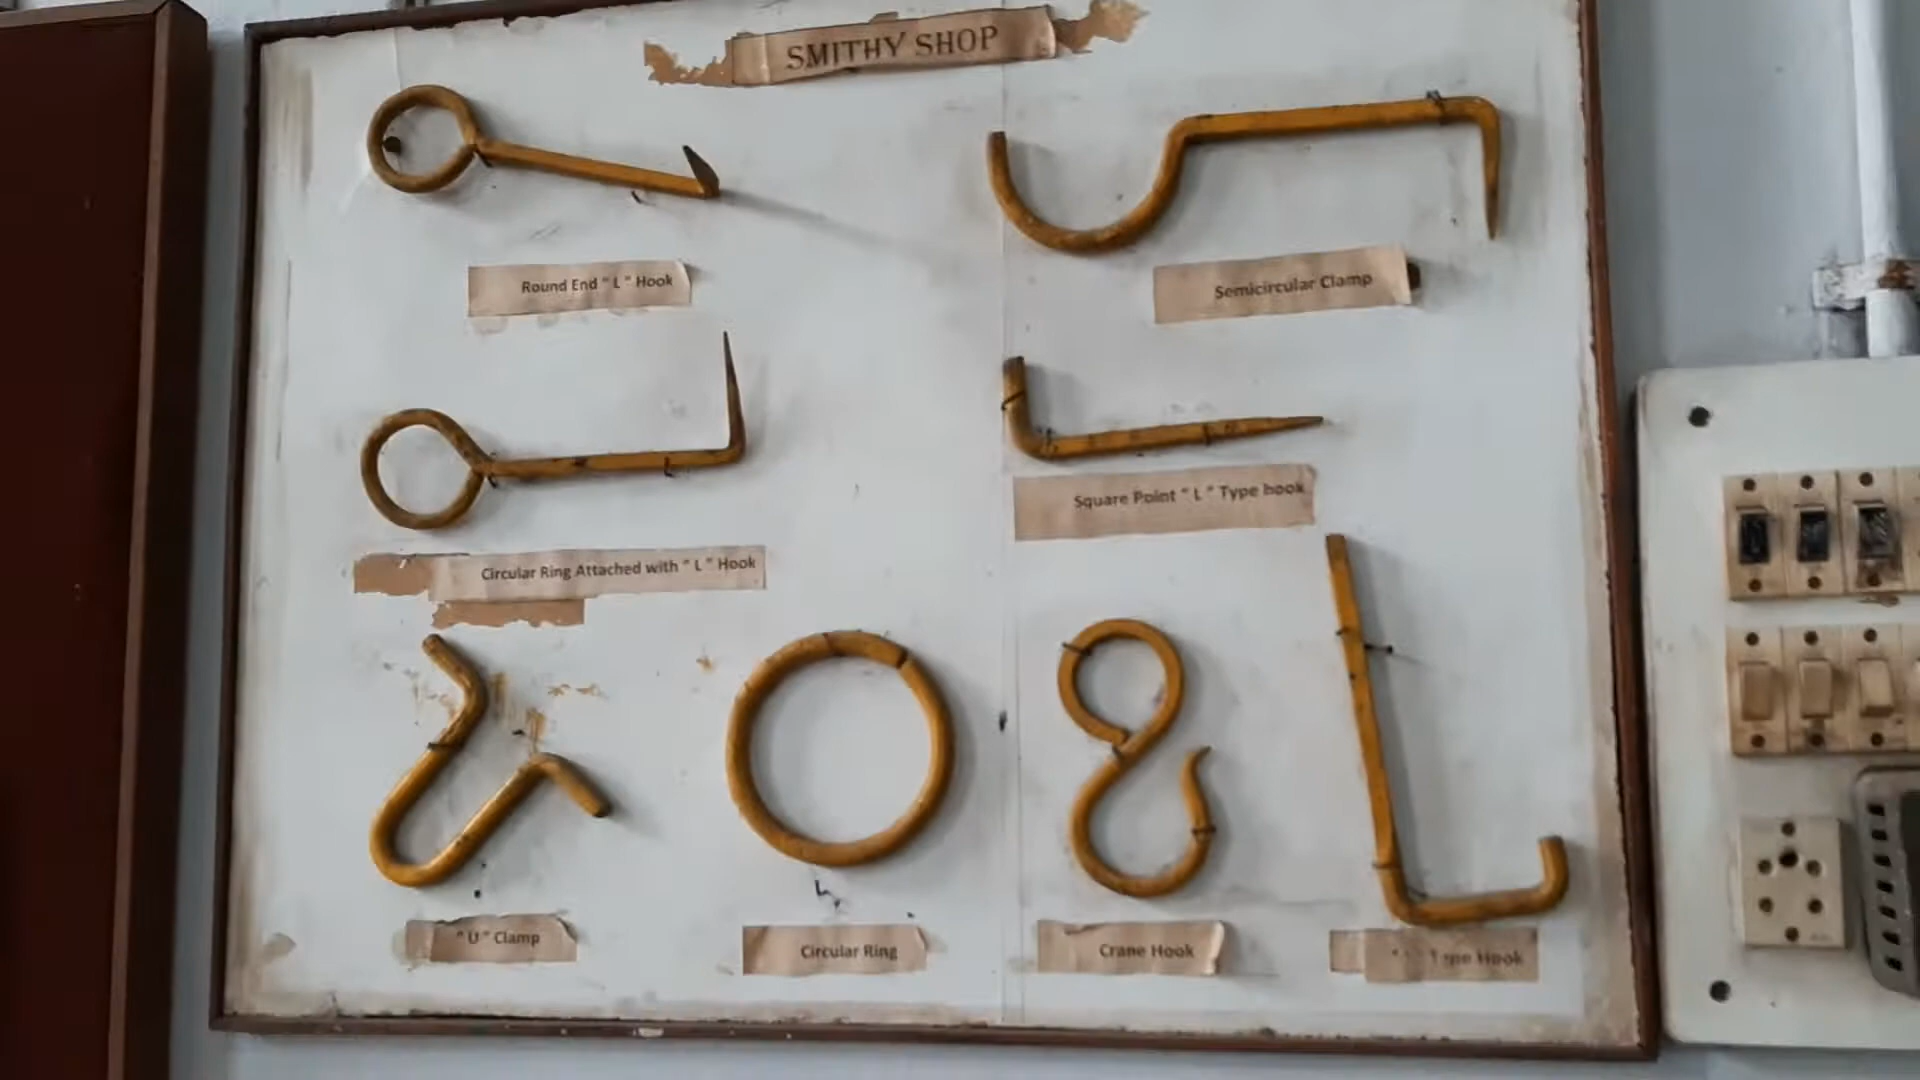 SMITHY SHOP
Round End " L " Hook
Semicircular Clamp
Square Point " L " Type hook
Circular Ring Attached with " L " Hook
" U " Clamp
Circular Ring
Crane Hook
Type Hook